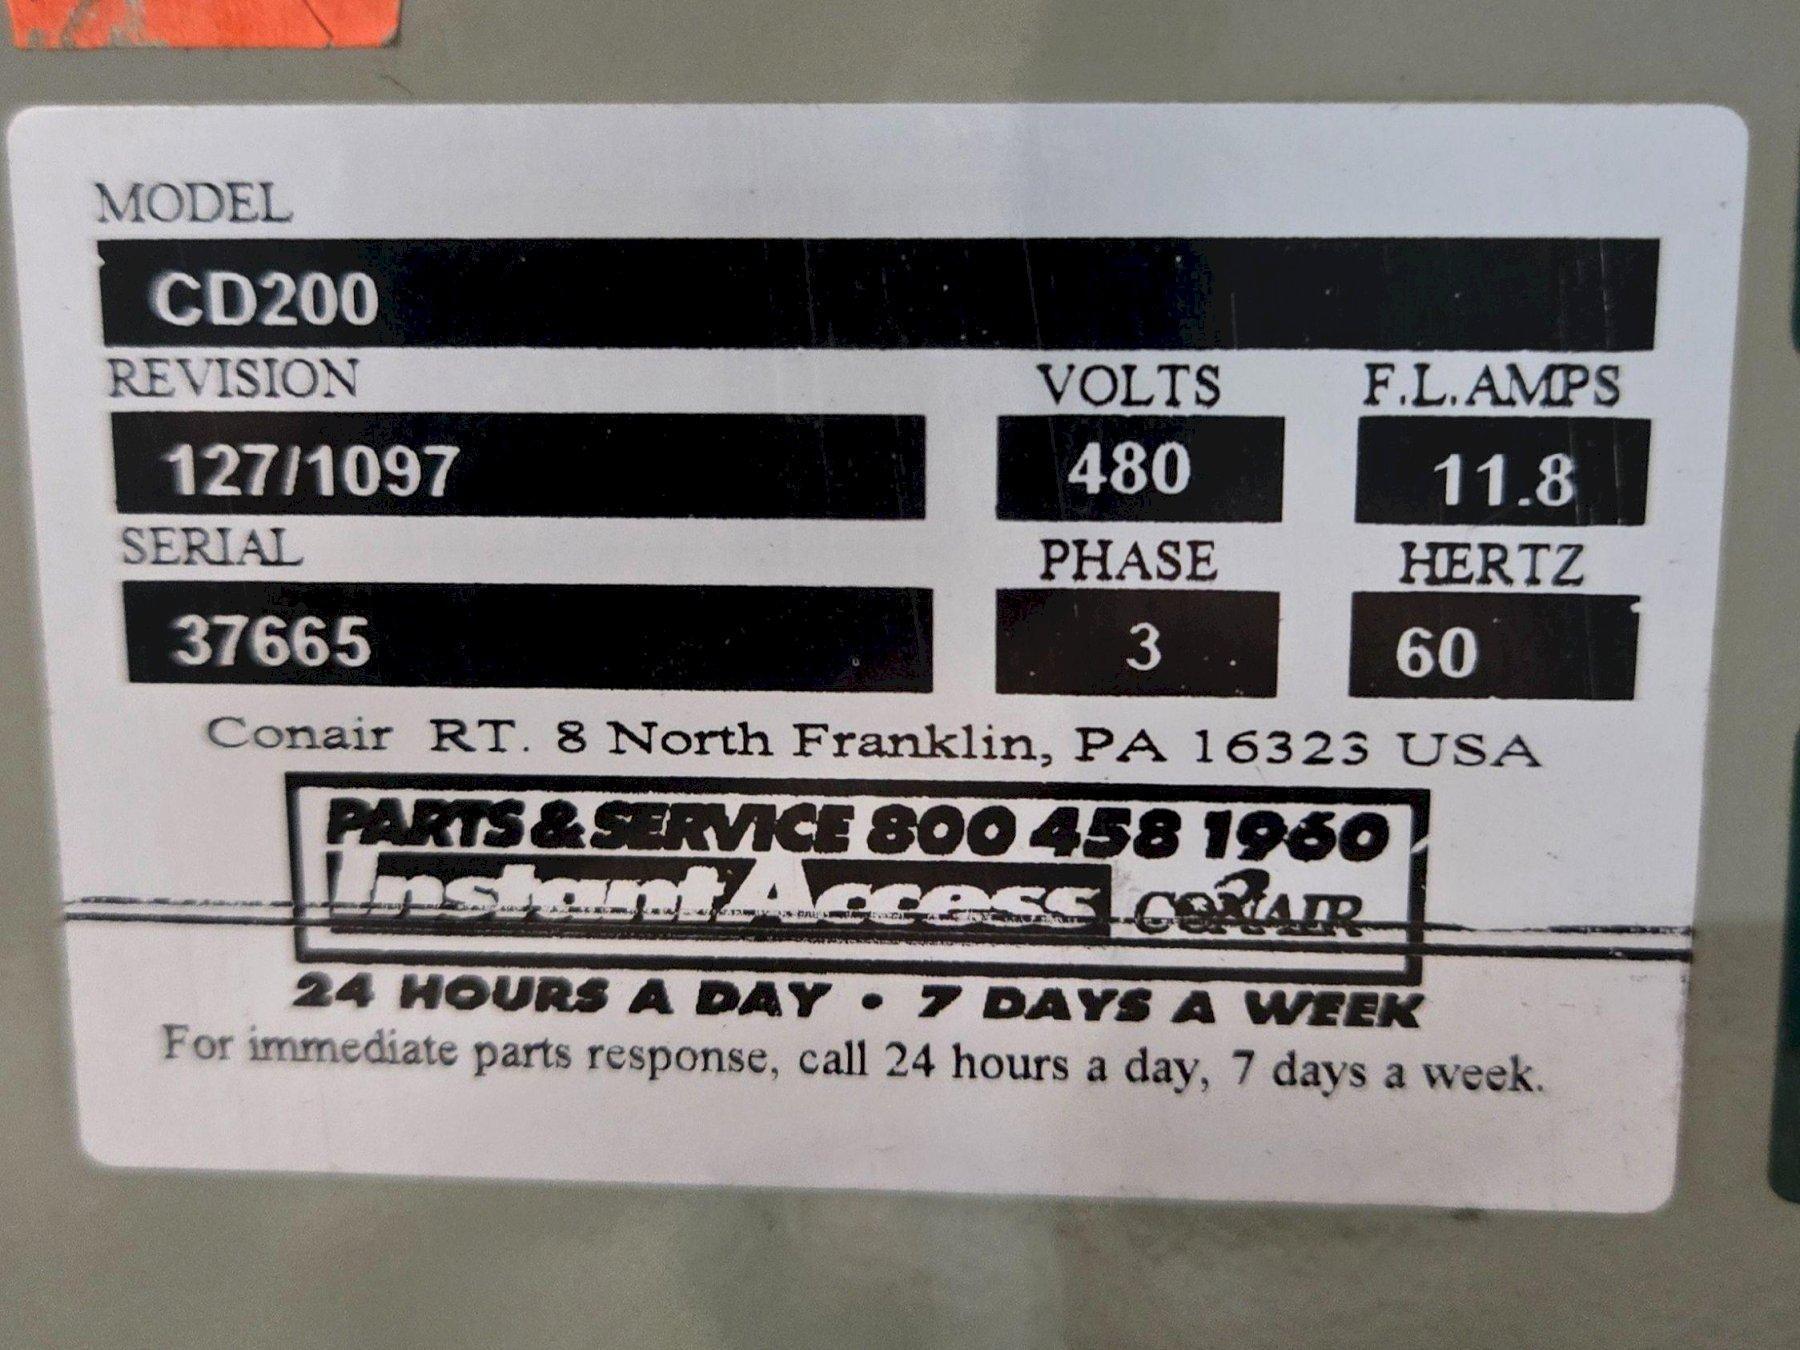 MODEL
CD200
REVISION VOLTS F.L.AMPS
127/1097 480 11.8
SERIAL PHASE HERTZ
37665 3 60
Conair RT. 8 North Franklin, PA 16323 USA
PARTS & SERVICE 800 458 1960
Instant Access CONAIR
24 HOURS A DAY • 7 DAYS A WEEK
For immediate parts response, call 24 hours a day, 7 days a week.